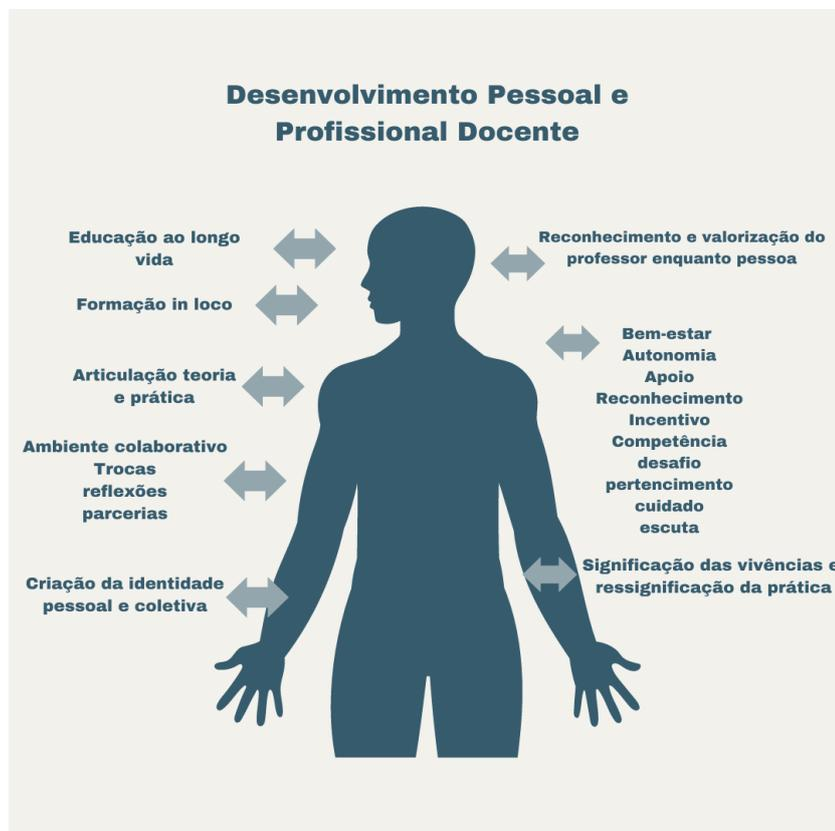 Desenvolvimento Pessoal e
Profissional Docente
Educação ao longo
vida
Formação in loco
Articulação teoria
e prática
Ambiente colaborativo
Trocas
reflexões
parcerias
Criação da identidade
pessoal e coletiva
Reconhecimento e valorização do
professor enquanto pessoa
Bem-estar
Autonomia
Apoio
Reconhecimento
Incentivo
Competência
desafio
pertencimento
cuidado
escuta
Significação das vivências e
ressignificação da prática